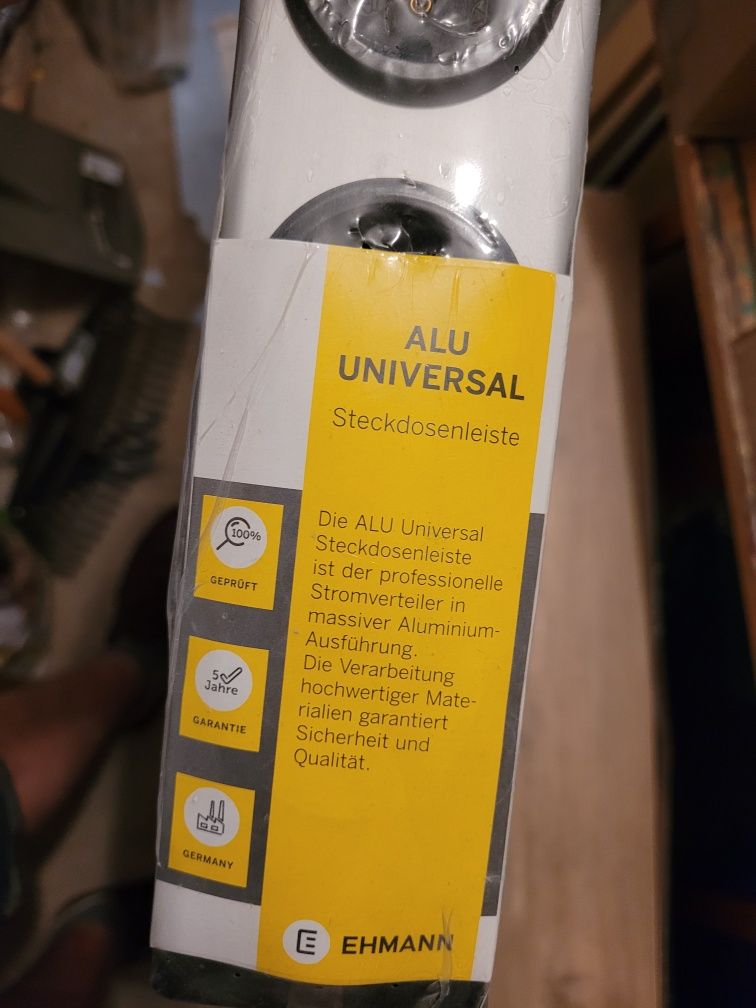 ALU
UNIVERSAL
Steckdosenleiste
100%
GEPRÜFT
5
Jahre
GARANTIE
GERMANY
Die ALU Universal
Steckdosenleiste
ist der professionelle
Stromverteiler in
massiver Aluminium-
Ausführung.
Die Verarbeitung
hochwertiger Mate-
rialien garantiert
Sicherheit und
Qualität.
E EHMANN